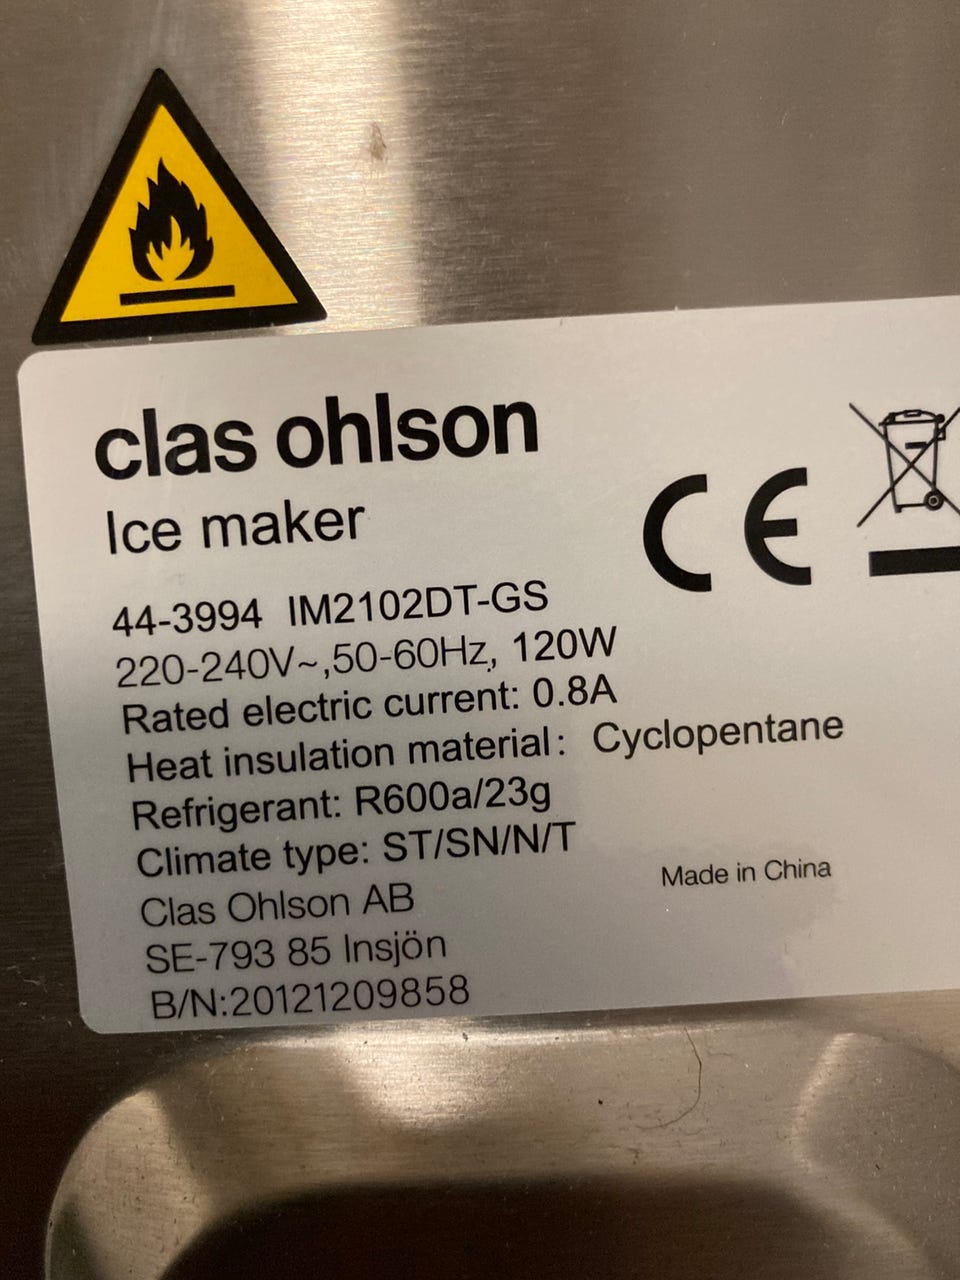 clas ohlson
Ice maker
CE
44-3994 IM2102DT-GS
220-240V~,50-60Hz, 120W
Rated electric current: 0.8A
Heat insulation material: Cyclopentane
Refrigerant: R600a/23g
Climate type: ST/SN/N/T
Made in China
Clas Ohlson AB
SE-793 85 Insjön
B/N:20121209858